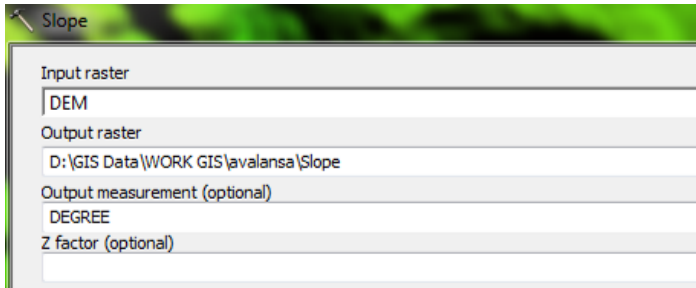 Slope
Input raster
DEM
Output raster
D:\GIS Data\WORK GIS\avalansa\Slope
Output measurement (optional)
DEGREE
Z factor (optional)